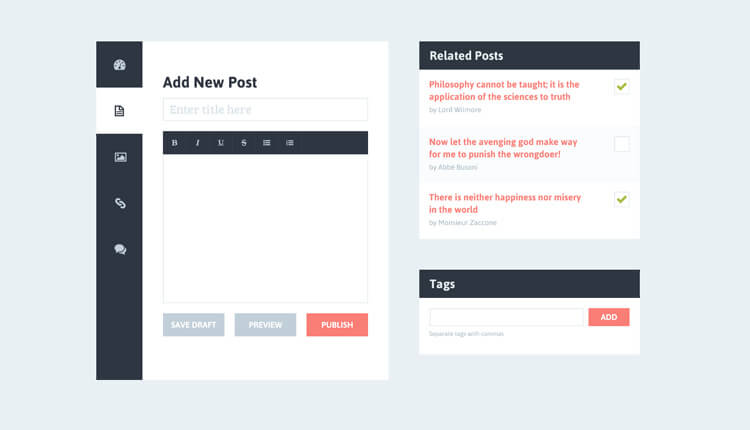 Add New Post
Enter title here
B I U S
SAVE DRAFT PREVIEW PUBLISH
Related Posts
Philosophy cannot be taught; it is the
application of the sciences to truth
by Lord Wilmore
Now let the avenging god make way
for me to punish the wrongdoer!
by Abbé Busoni
There is neither happiness nor misery
in the world
by Monsieur Zaccone
Tags
ADD
Separate tags with commas